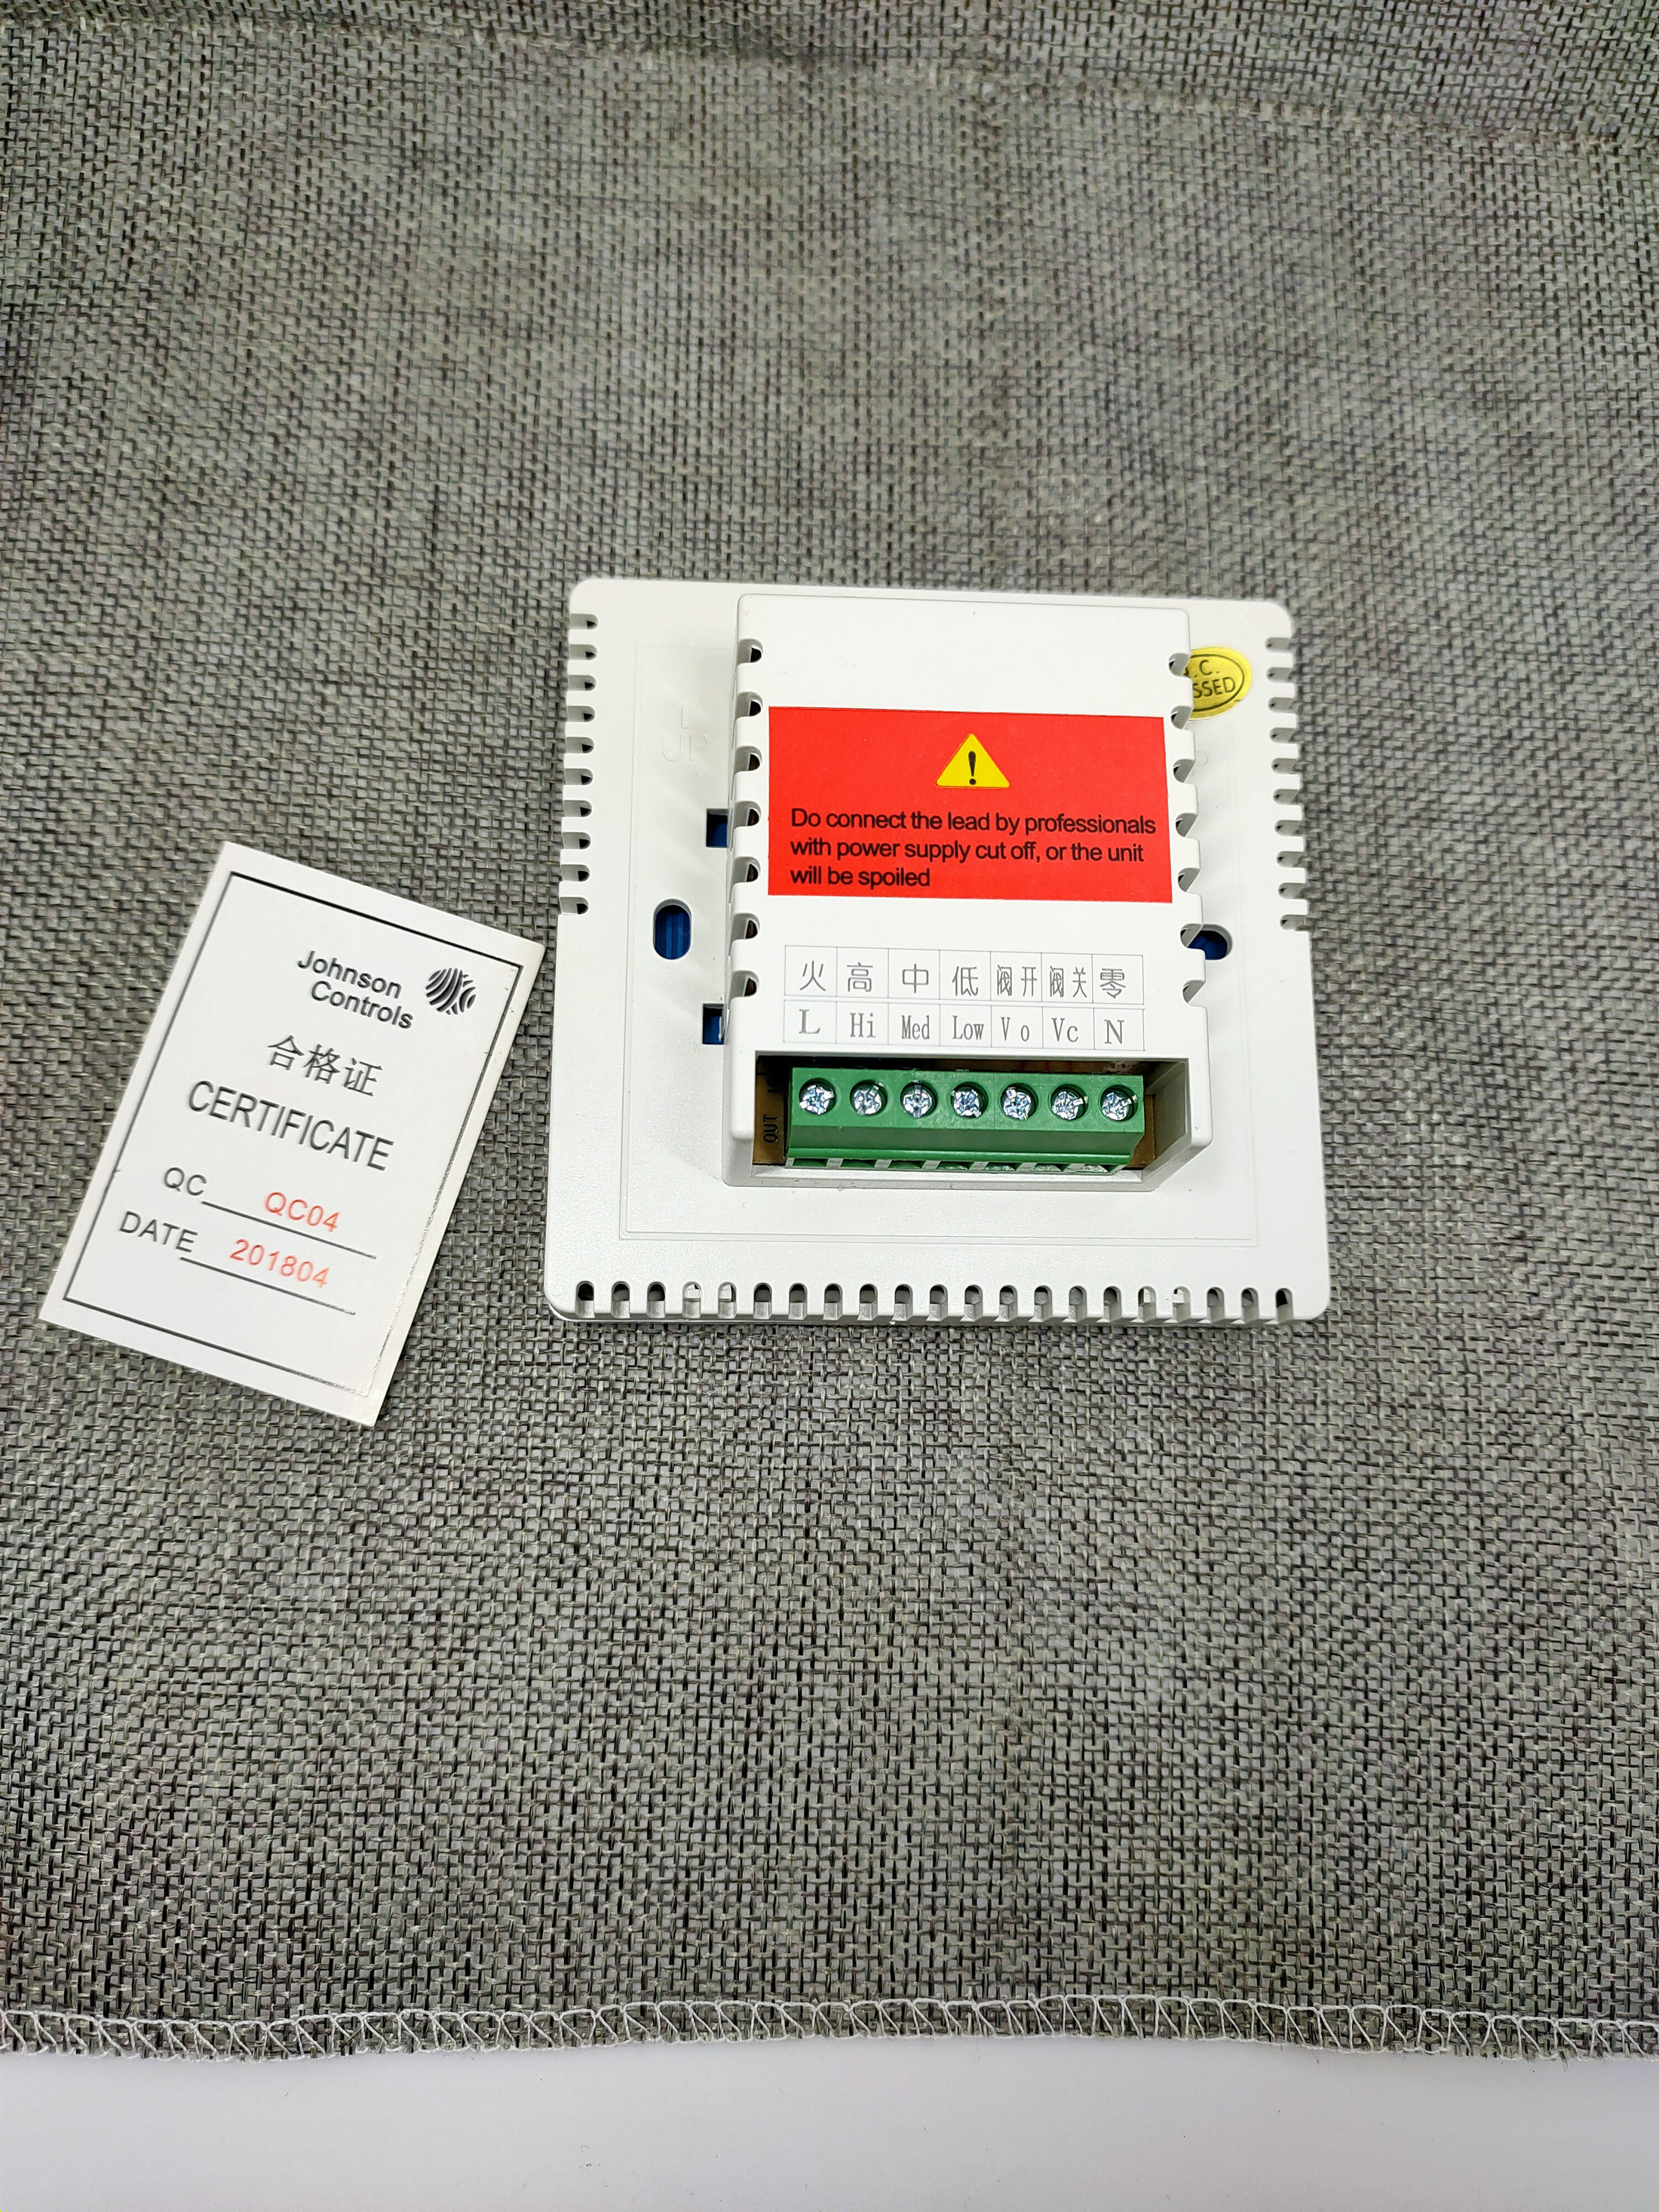 .C.
SSED
UP
Do connect the lead by professionals
with power supply cut off, or the unit
will be spoiled
火 高 中 低 阀开 阀关 零
L Hi Med Low Vo Vc N
OUT
Johnson
Controls
合格证
CERTIFICATE
QC QC04
DATE 201804